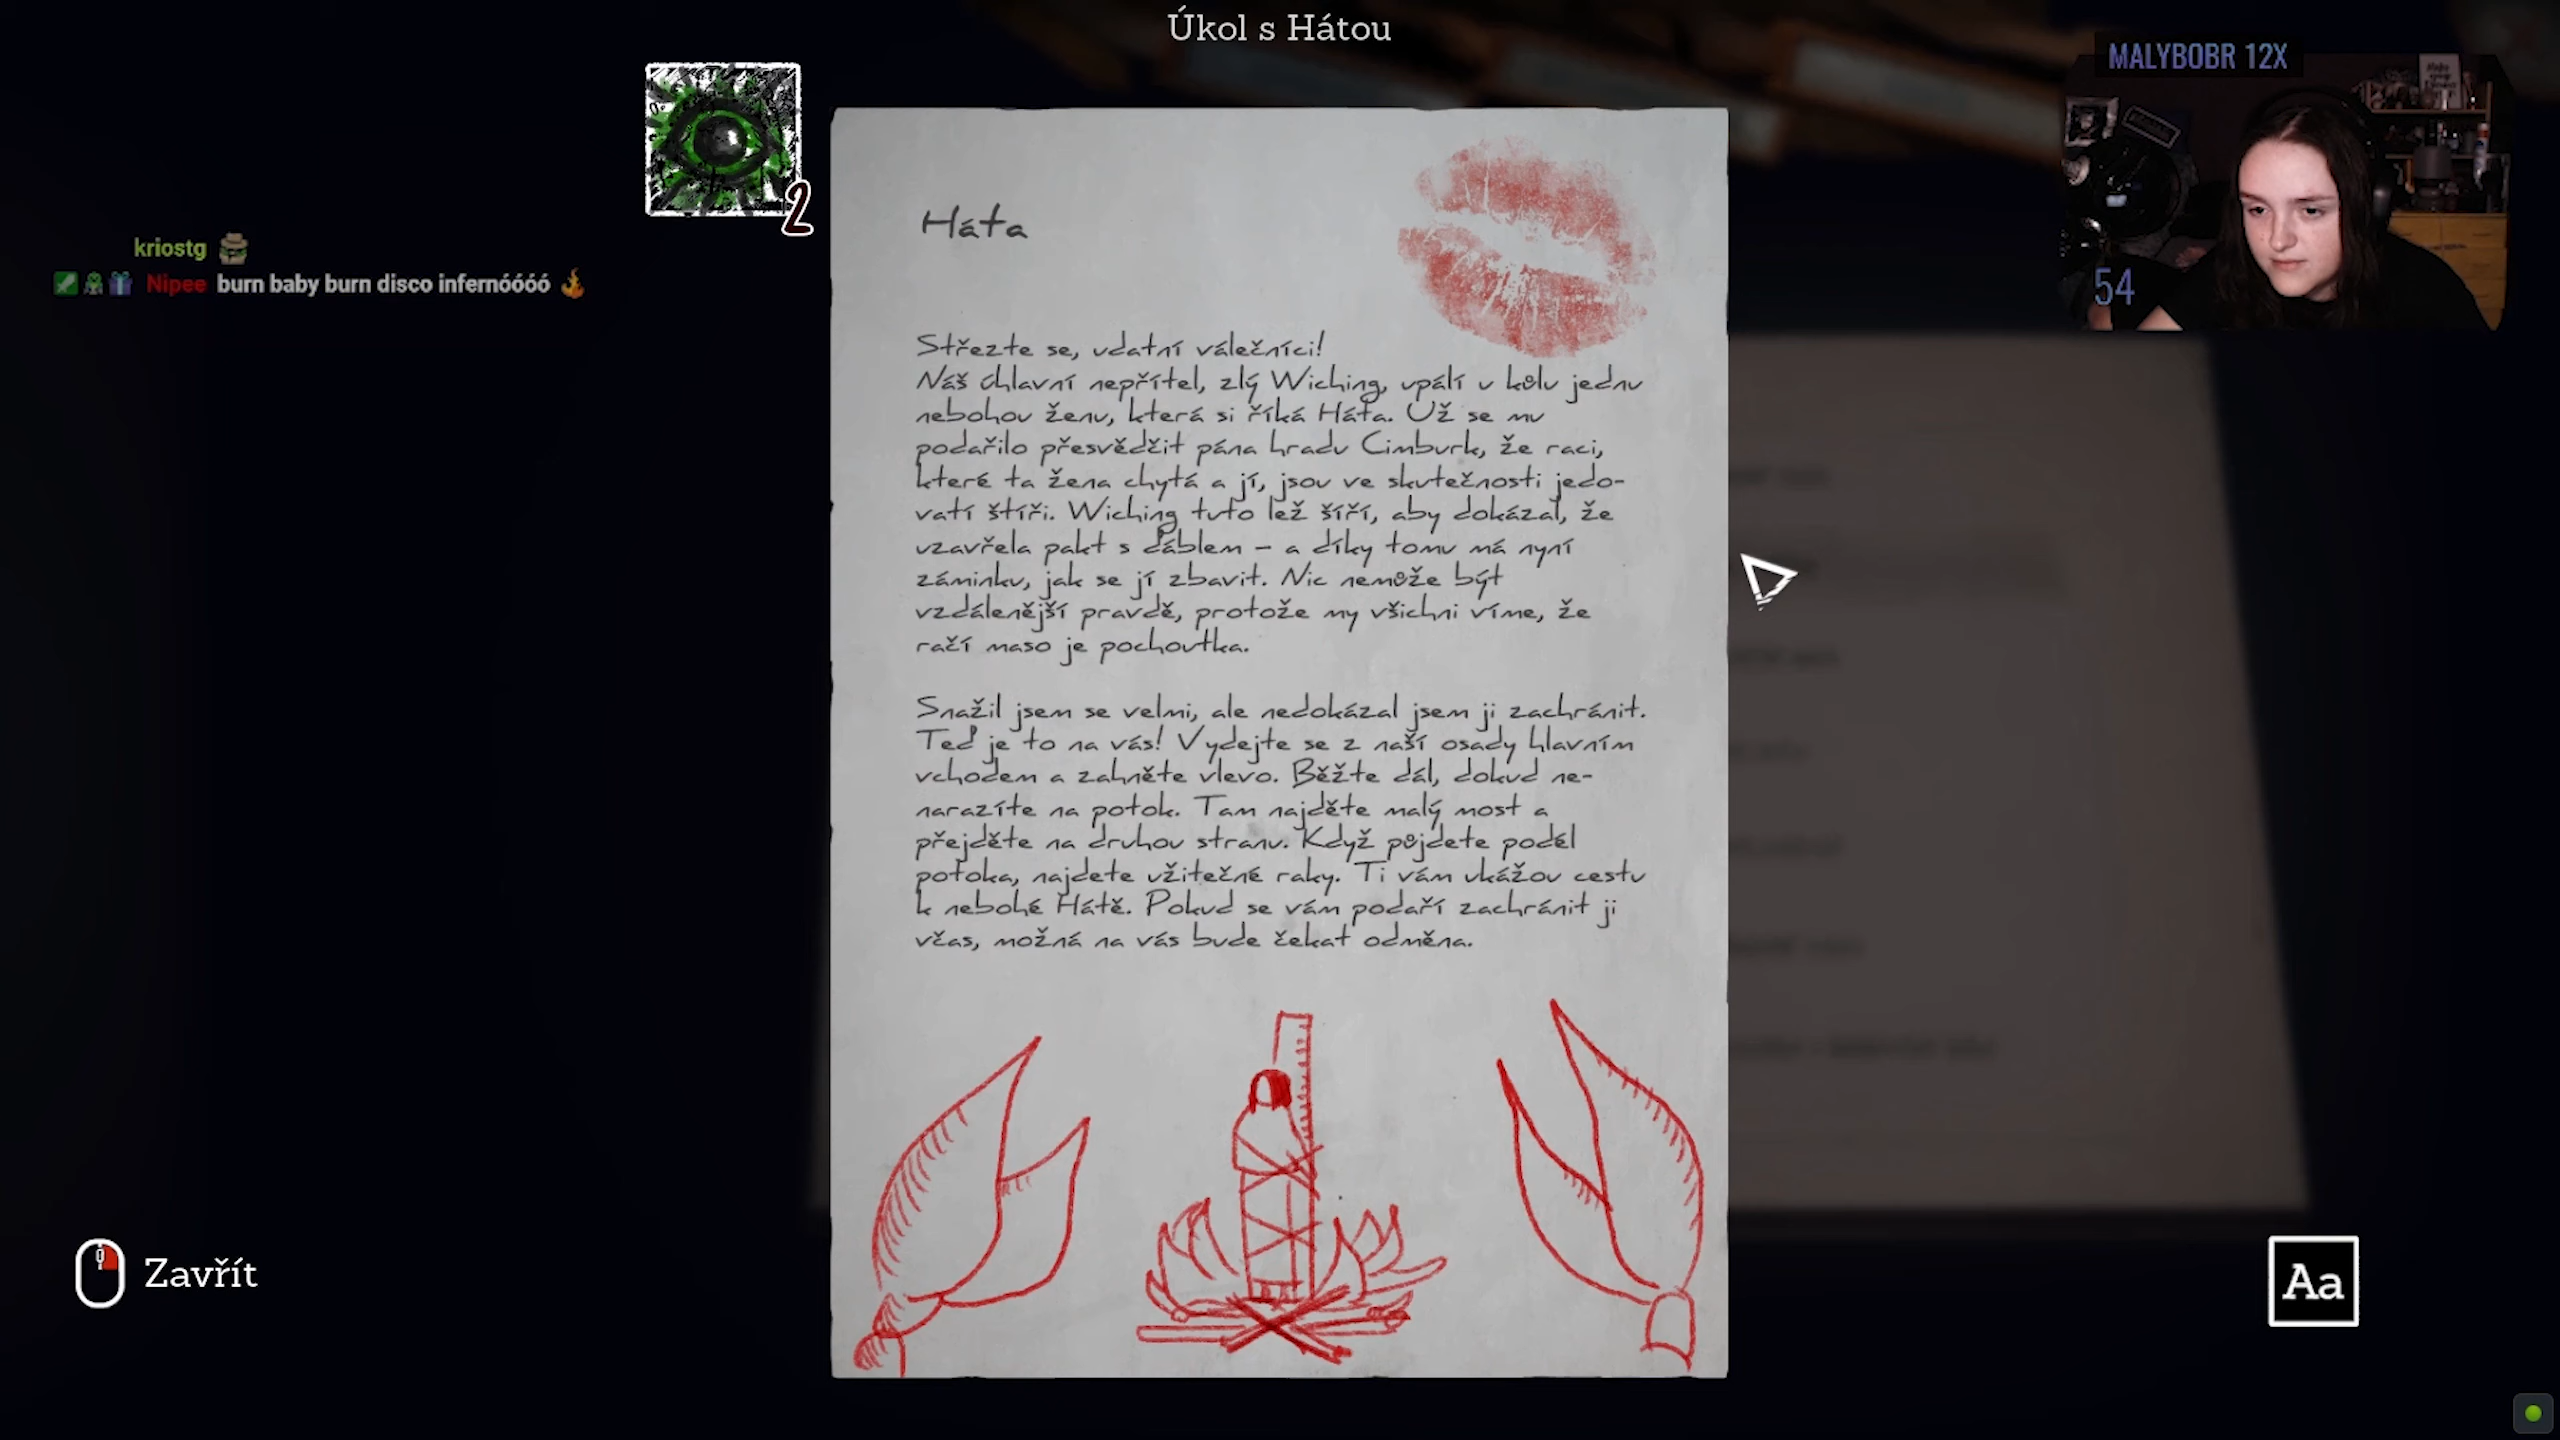 Úkol s Hátou
MALYBOBR 12X
54
2
kriostg
Nipee burn baby burn disco infernóóóó
Háta
Střezte se, udatní válečníci!
Náš úhlavní nepřítel, zlý Wiching, upálí u kůlu jednu
nebohou ženu, která si říká Háta. Už se mu
podařilo přesvědčit pána hradu Cimburk, že raci,
které ta žena chytá a jí, jsou ve skutečnosti jedo-
vatí štíři. Wiching tuto lež šíří, aby dokázal, že
uzavřela pakt s ďáblem – a díky tomu má nyní
záminku, jak se jí zbavit. Nic nemůže být
vzdálenější pravdě, protože my všichni víme, že
račí maso je pochoutka.
Snažil jsem se velmi, ale nedokázal jsem ji zachránit.
Teď je to na vás! Vydejte se z naší osady hlavním
vchodem a zahněte vlevo. Běžte dál, dokud ne-
narazíte na potok. Tam najděte malý most a
přejděte na druhou stranu. Když půjdete podél
potoka, najdete užitečné raky. Ti vám ukážou cestu
k nebohé Hátě. Pokud se vám podaří zachránit ji
včas, možná na vás bude čekat odměna.
Zavřít
Aa